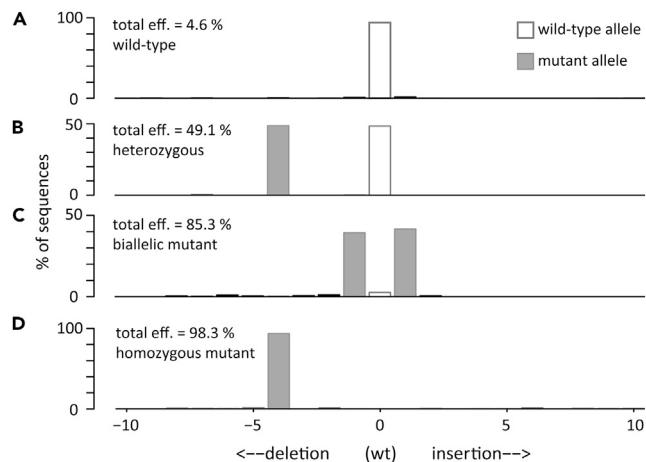 A
total eff. = 4.6 %
wild-type
100
0
wild-type allele
mutant allele
B
total eff. = 49.1 %
heterozygous
50
0
% of sequences
C
total eff. = 85.3 %
biallelic mutant
50
0
D
total eff. = 98.3 %
homozygous mutant
100
0
−10 −5 0 5 10
<−−deletion (wt) insertion−−>